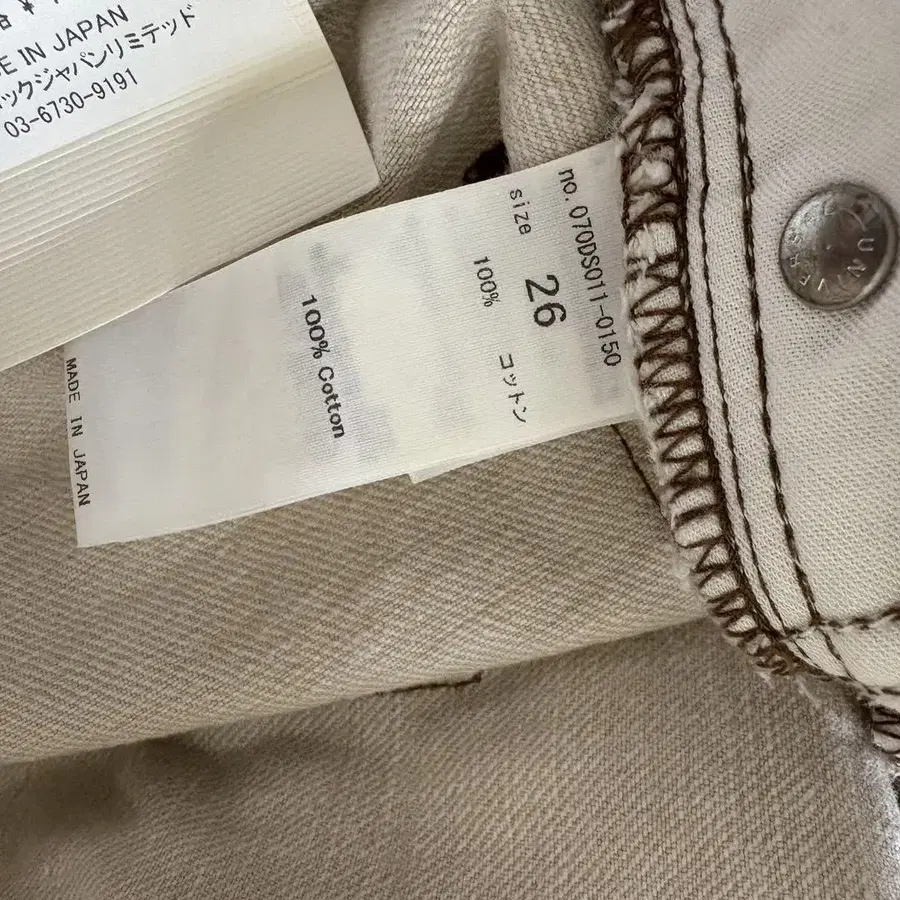 ¥
E IN JAPAN
ックジャパンリミテッド
03-6730-9191
no. 070DS011-0150
size 26
100% コットン
100% Cotton
MADE IN JAPAN
UNIVER